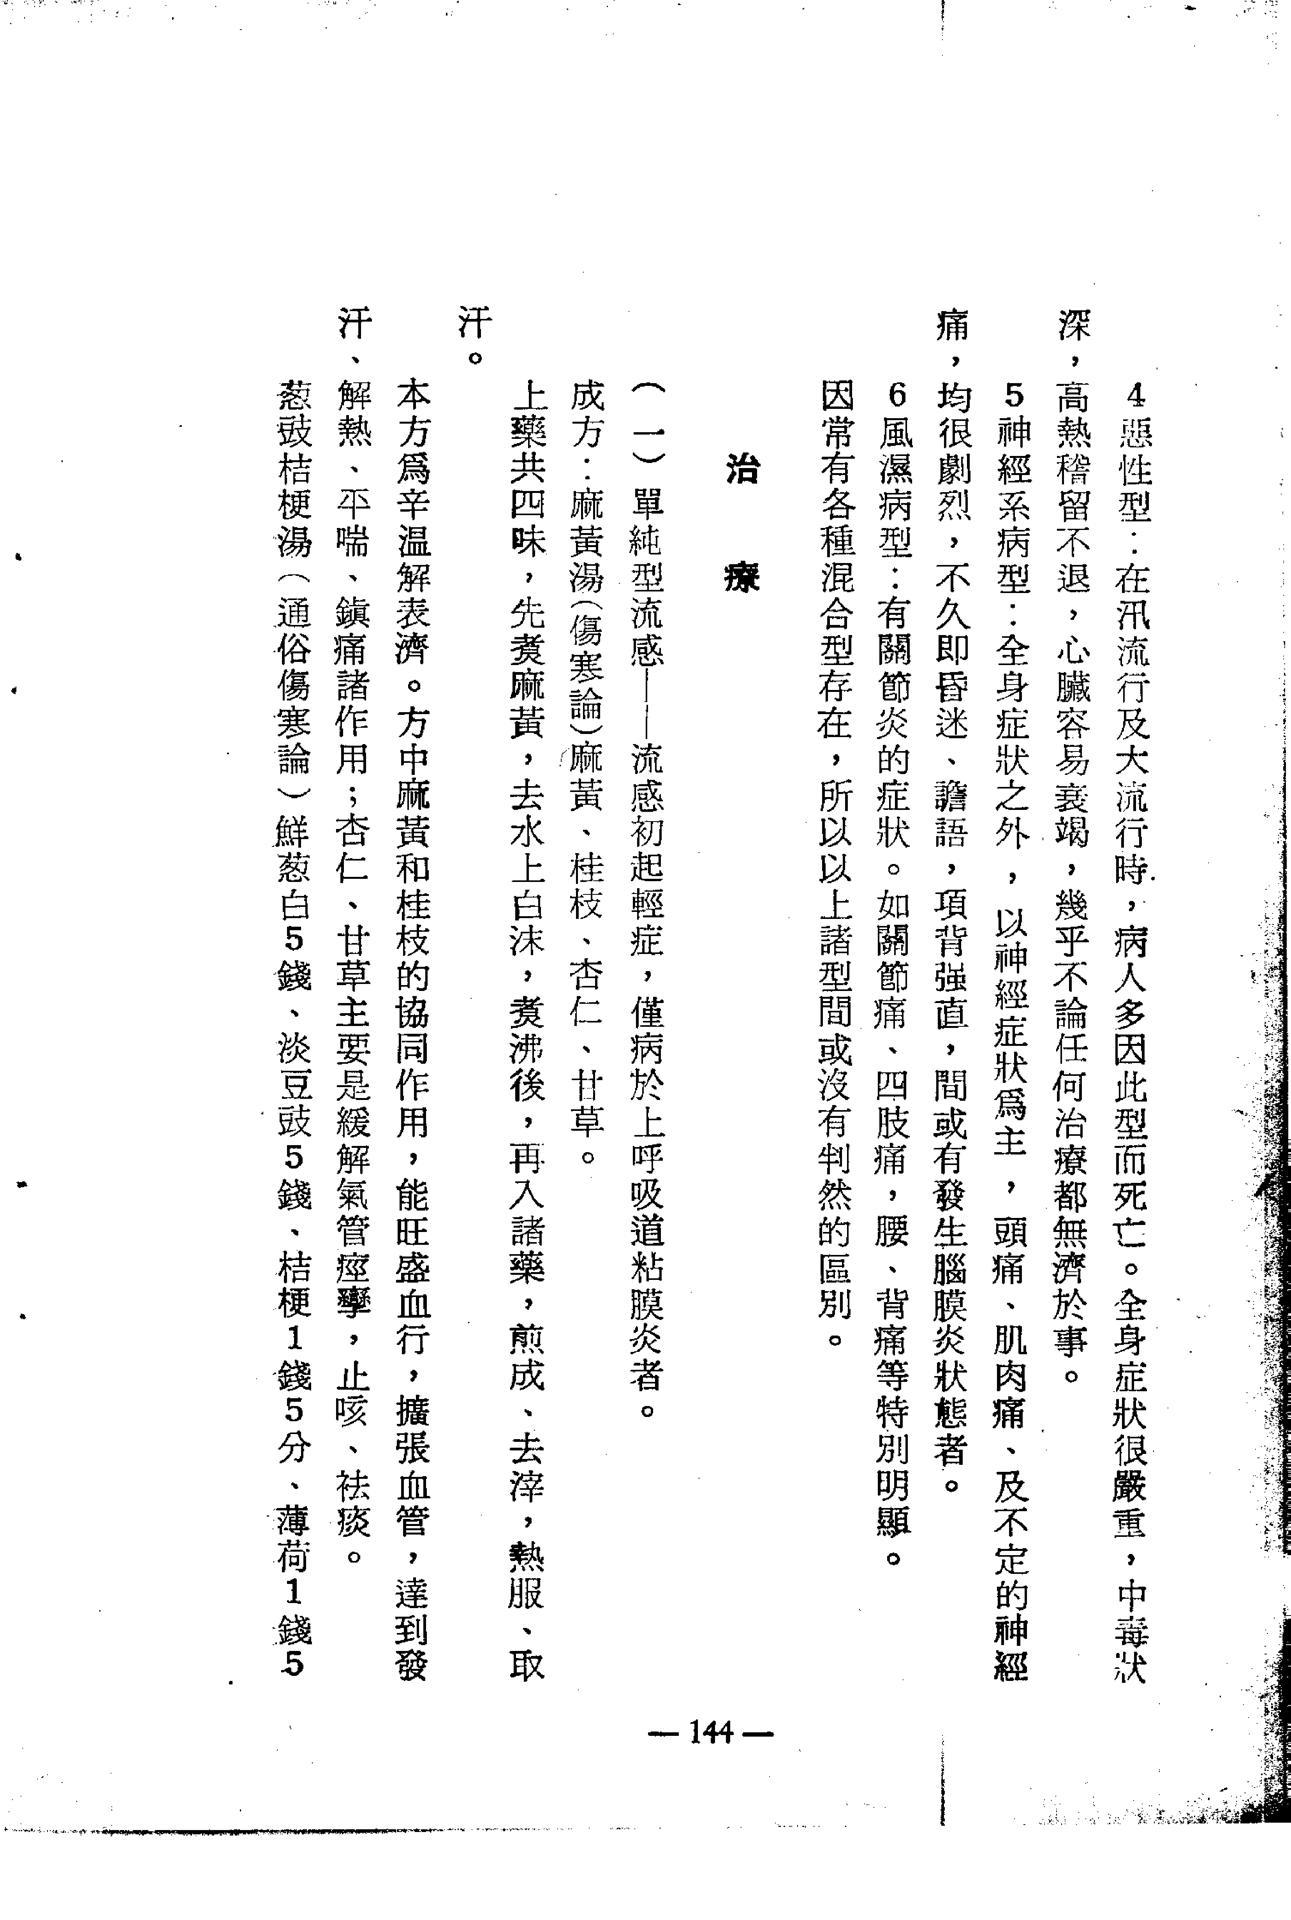 4惡性型：在汛流行及大流行時，病人多因此型而死亡。全身症狀很嚴重，中毒狀
深，高熱稽留不退，心臟容易衰竭，幾乎不論任何治療都無濟於事。
5神經系病型：全身症狀之外，以神經症狀爲主，頭痛、肌肉痛、及不定的神經
痛，均很劇烈，不久即昏迷、譫語，項背强直，間或有發生腦膜炎狀態者。
6風濕病型：有關節炎的症狀。如關節痛、四肢痛，腰、背痛等特別明顯。
因常有各種混合型存在，所以以上諸型間或沒有判然的區別。
治療
（一）單純型流感——流感初起輕症，僅病於上呼吸道粘膜炎者。
成方：麻黃湯（傷寒論）麻黃、桂枝、杏仁、甘草。
上藥共四味，先煑麻黃，去水上白沫，煑沸後，再入諸藥，煎成、去滓，熱服、取
汗。
本方爲辛温解表濟。方中麻黃和桂枝的協同作用，能旺盛血行，擴張血管，達到發
汗、解熱、平喘、鎭痛諸作用；杏仁、甘草主要是緩解氣管痙攣，止咳、祛痰。
葱豉桔梗湯（通俗傷寒論）鮮葱白5錢、淡豆豉5錢、桔梗1錢5分、薄荷1錢5
— 144 —